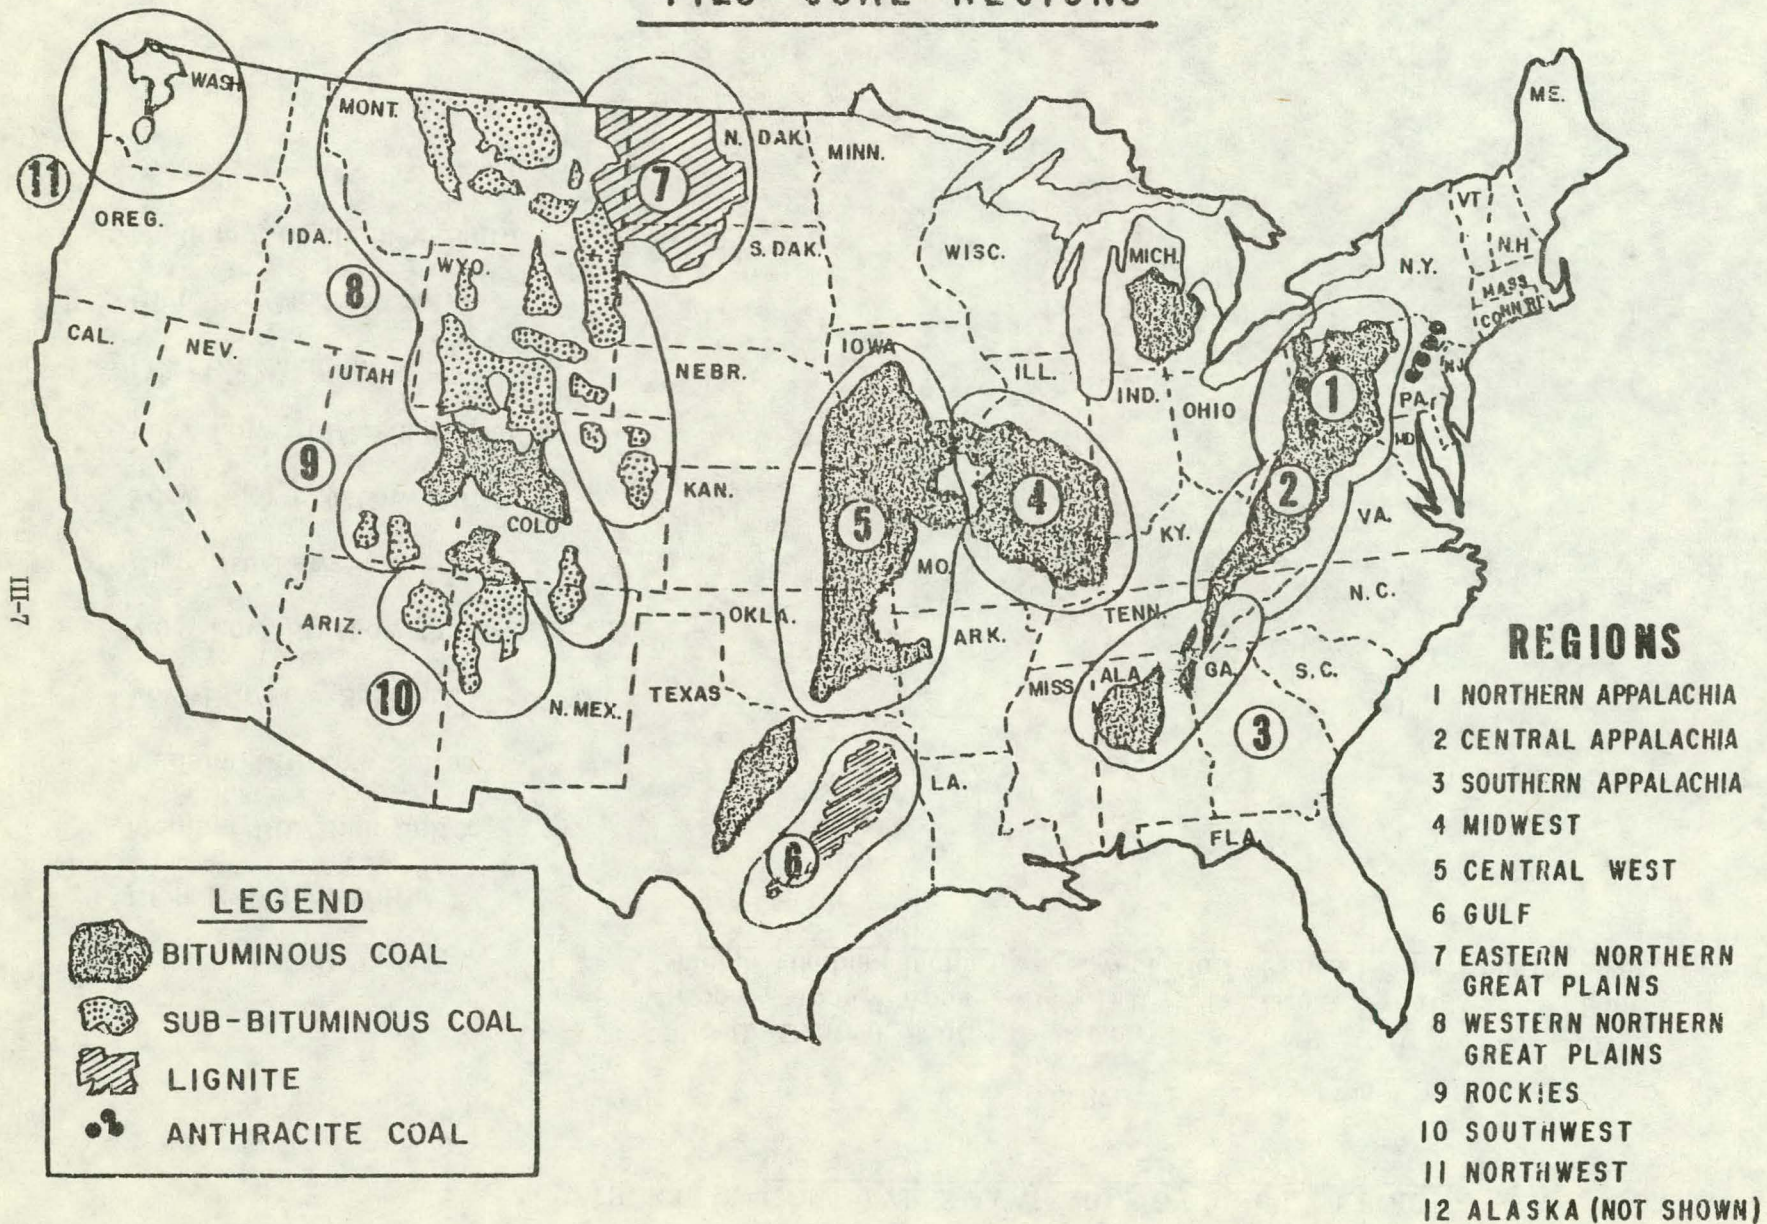 COAL REGIONS
WASH
MONT.
N. DAK.
MINN.
ME.
11
7
OREG.
IDA.
VT
N.H
WYO.
S. DAK.
WISC.
MICH.
N.Y.
8
MASS
CONN RI
CAL.
NEV.
UTAH
NEBR.
IOWA
ILL.
IND.
OHIO
1
N.J
PA.
MD
9
COLO
KAN.
5
4
2
KY.
VA.
III-7
ARIZ.
OKLA.
MO.
ARK.
TENN.
N.C.
10
N. MEX.
TEXAS
MISS
ALA
GA.
S.C.
3
LA.
6
FLA.
REGIONS
1 NORTHERN APPALACHIA
2 CENTRAL APPALACHIA
3 SOUTHERN APPALACHIA
4 MIDWEST
5 CENTRAL WEST
6 GULF
7 EASTERN NORTHERN
GREAT PLAINS
8 WESTERN NORTHERN
GREAT PLAINS
9 ROCKIES
10 SOUTHWEST
11 NORTHWEST
12 ALASKA (NOT SHOWN)
LEGEND
BITUMINOUS COAL
SUB-BITUMINOUS COAL
LIGNITE
ANTHRACITE COAL